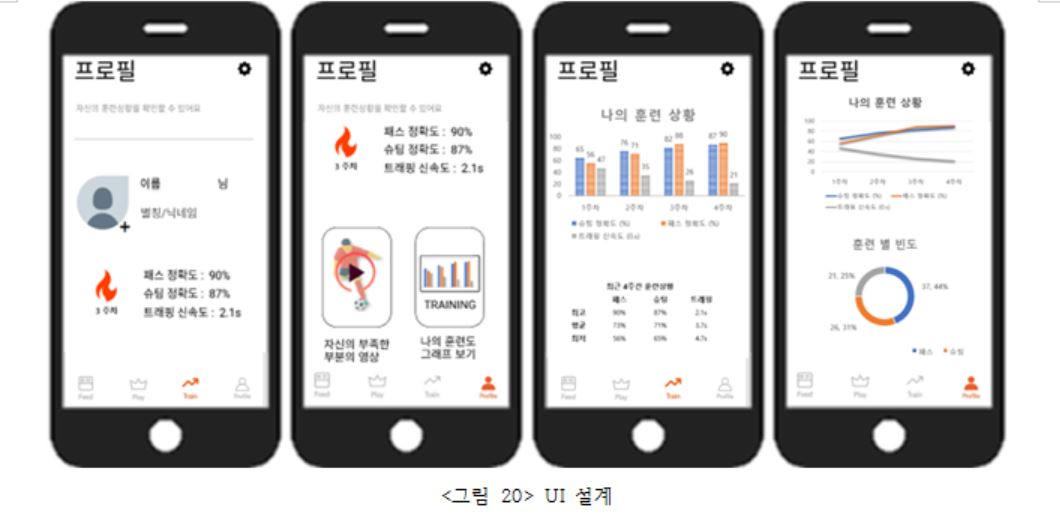 프로필
자신의 훈련상황을 확인할 수 있어요
이름 님
별칭/닉네임
3 주차
패스 정확도 : 90%
슈팅 정확도 : 87%
트래핑 신속도 : 2.1s
Feed Play Train Profile
프로필
자신의 훈련상황을 확인할 수 있어요
3 주차
패스 정확도 : 90%
슈팅 정확도 : 87%
트래핑 신속도 : 2.1s
TRAINING
자신의 부족한
부분의 영상
나의 훈련도
그래프 보기
Feed Play Train Profile
프로필
나의 훈련 상황
100
80
60
40
20
0
65 56 47
76 71 35
82 88 26
87 90 21
1주차 2주차 3주차 4주차
슈팅 정확도 (%) 패스 정확도 (%)
트래핑 신속도 (0.s)
최근 4주간 훈련상황
패스 슈팅 트래핑
최고 90% 87% 2.1s
평균 73% 71% 3.7s
최저 56% 65% 4.7s
Feed Play Train Profile
프로필
나의 훈련 상황
100
80
60
40
20
0
1주차 2주차 3주차 4주차
슈팅 정확도 (%) 패스 정확도 (%)
트래핑 신속도 (0.s)
훈련 별 빈도
21, 25%
37, 44%
26, 31%
패스 슈팅
Feed Play Train Profile
<그림 20> UI 설계